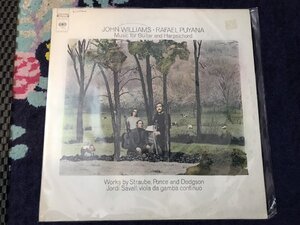 CBS
JOHN WILLIAMS · RAFAEL PUYANA
Music for Guitar and Harpsichord
Works by Straube, Ponce and Dodgson
Jordi Savall, viola da gamba continuo